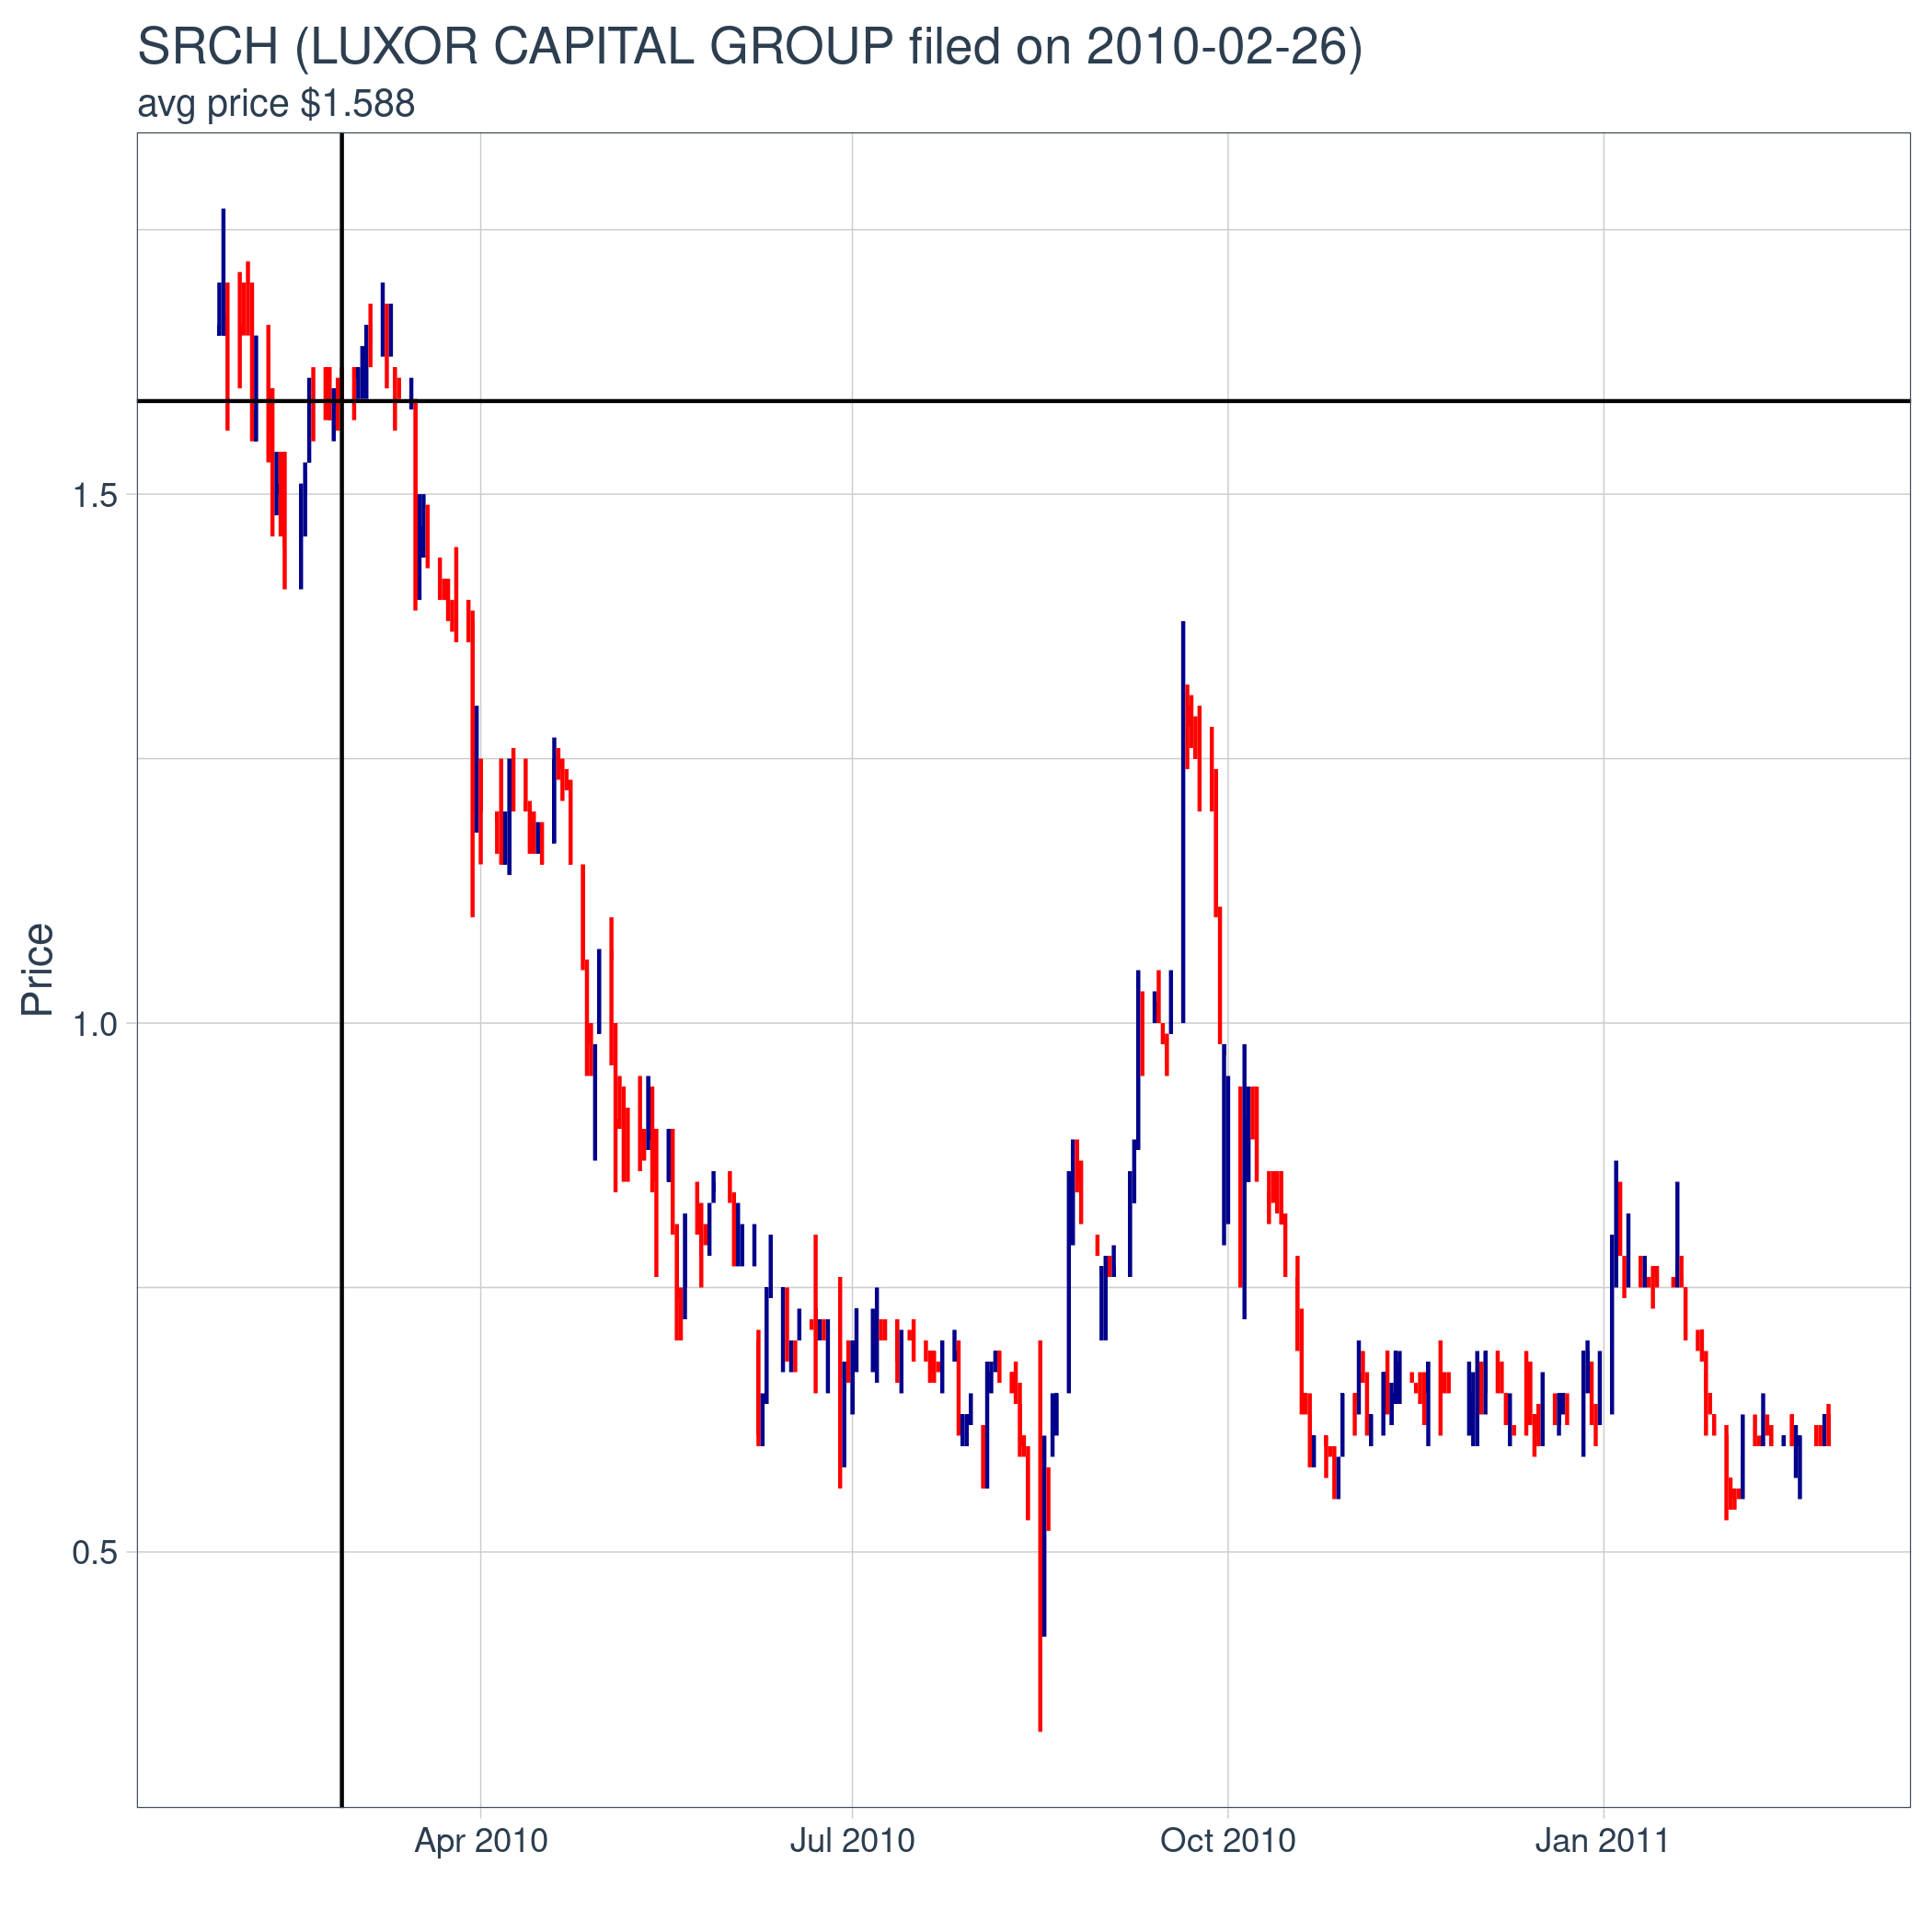 SRCH (LUXOR CAPITAL GROUP filed on 2010-02-26)
avg price $1.588
1.5
1.0
0.5
Price
Apr 2010
Jul 2010
Oct 2010
Jan 2011